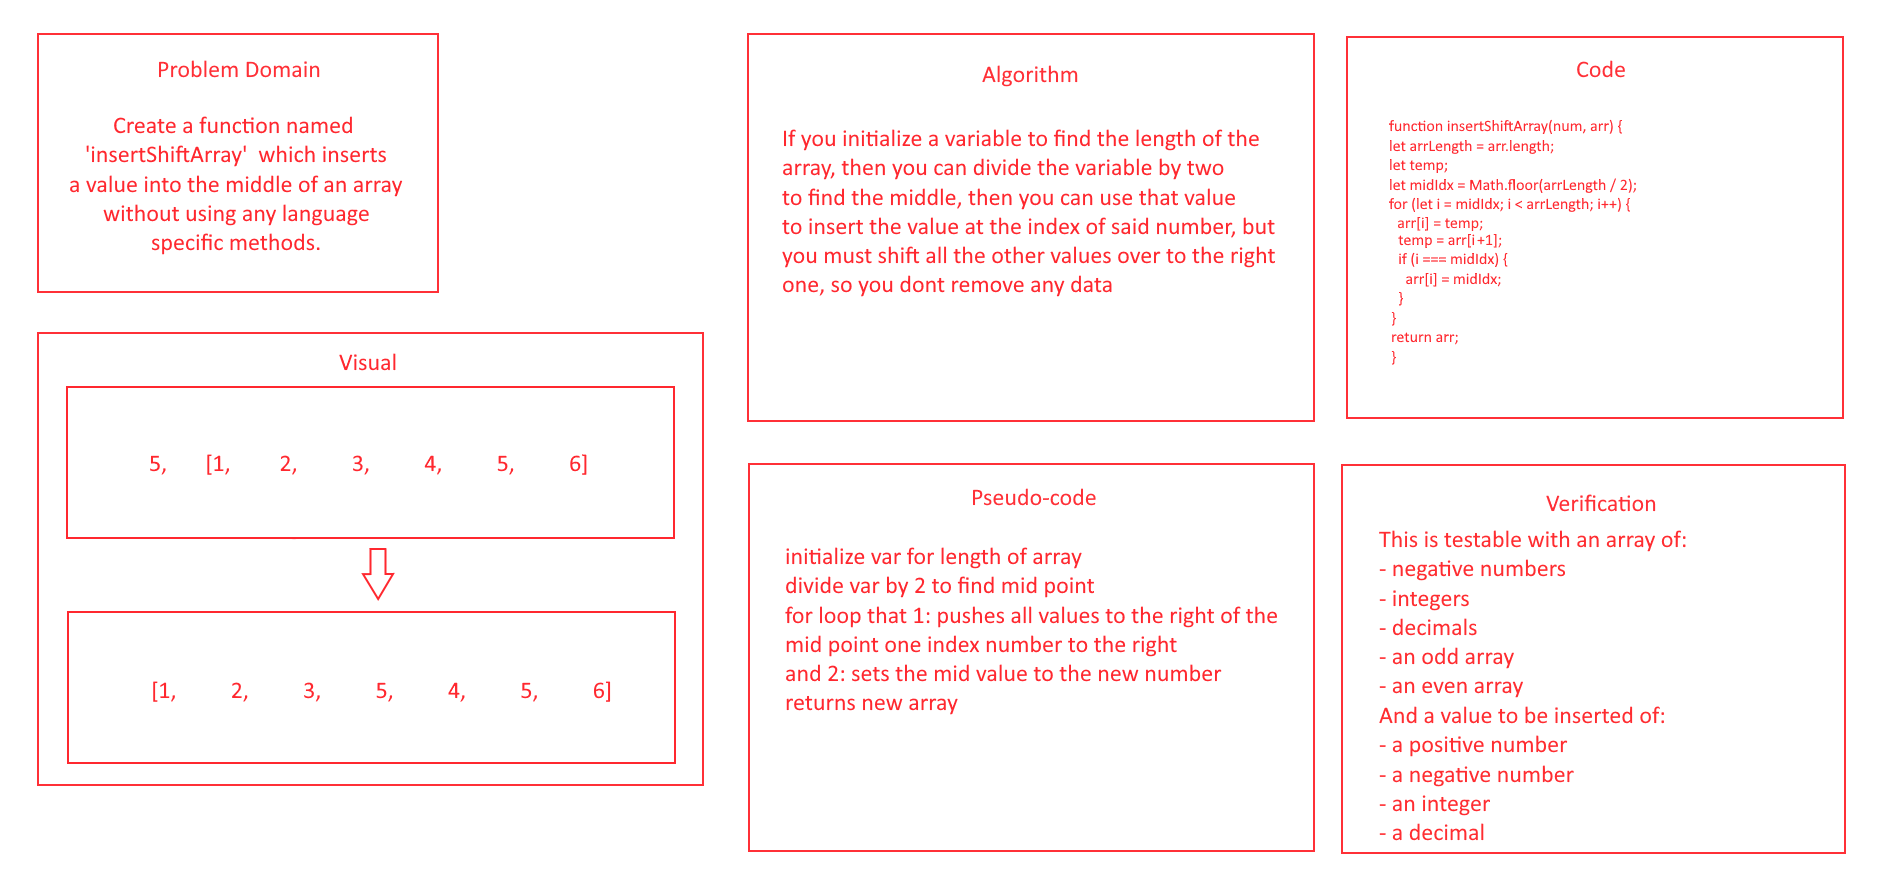 Problem Domain
Create a function named
'insertShiftArray' which inserts
a value into the middle of an array
without using any language
specific methods.
Visual
5, [1, 2, 3, 4, 5, 6]
[1, 2, 3, 5, 4, 5, 6]
Algorithm
If you initialize a variable to find the length of the
array, then you can divide the variable by two
to find the middle, then you can use that value
to insert the value at the index of said number, but
you must shift all the other values over to the right
one, so you dont remove any data
Pseudo-code
initialize var for length of array
divide var by 2 to find mid point
for loop that 1: pushes all values to the right of the
mid point one index number to the right
and 2: sets the mid value to the new number
returns new array
Code
function insertShiftArray(num, arr) {
let arrLength = arr.length;
let temp;
let midIdx = Math.floor(arrLength / 2);
for (let i = midIdx; i < arrLength; i++) {
arr[i] = temp;
temp = arr[i+1];
if (i === midIdx) {
arr[i] = midIdx;
}
}
return arr;
}
Verification
This is testable with an array of:
- negative numbers
- integers
- decimals
- an odd array
- an even array
And a value to be inserted of:
- a positive number
- a negative number
- an integer
- a decimal